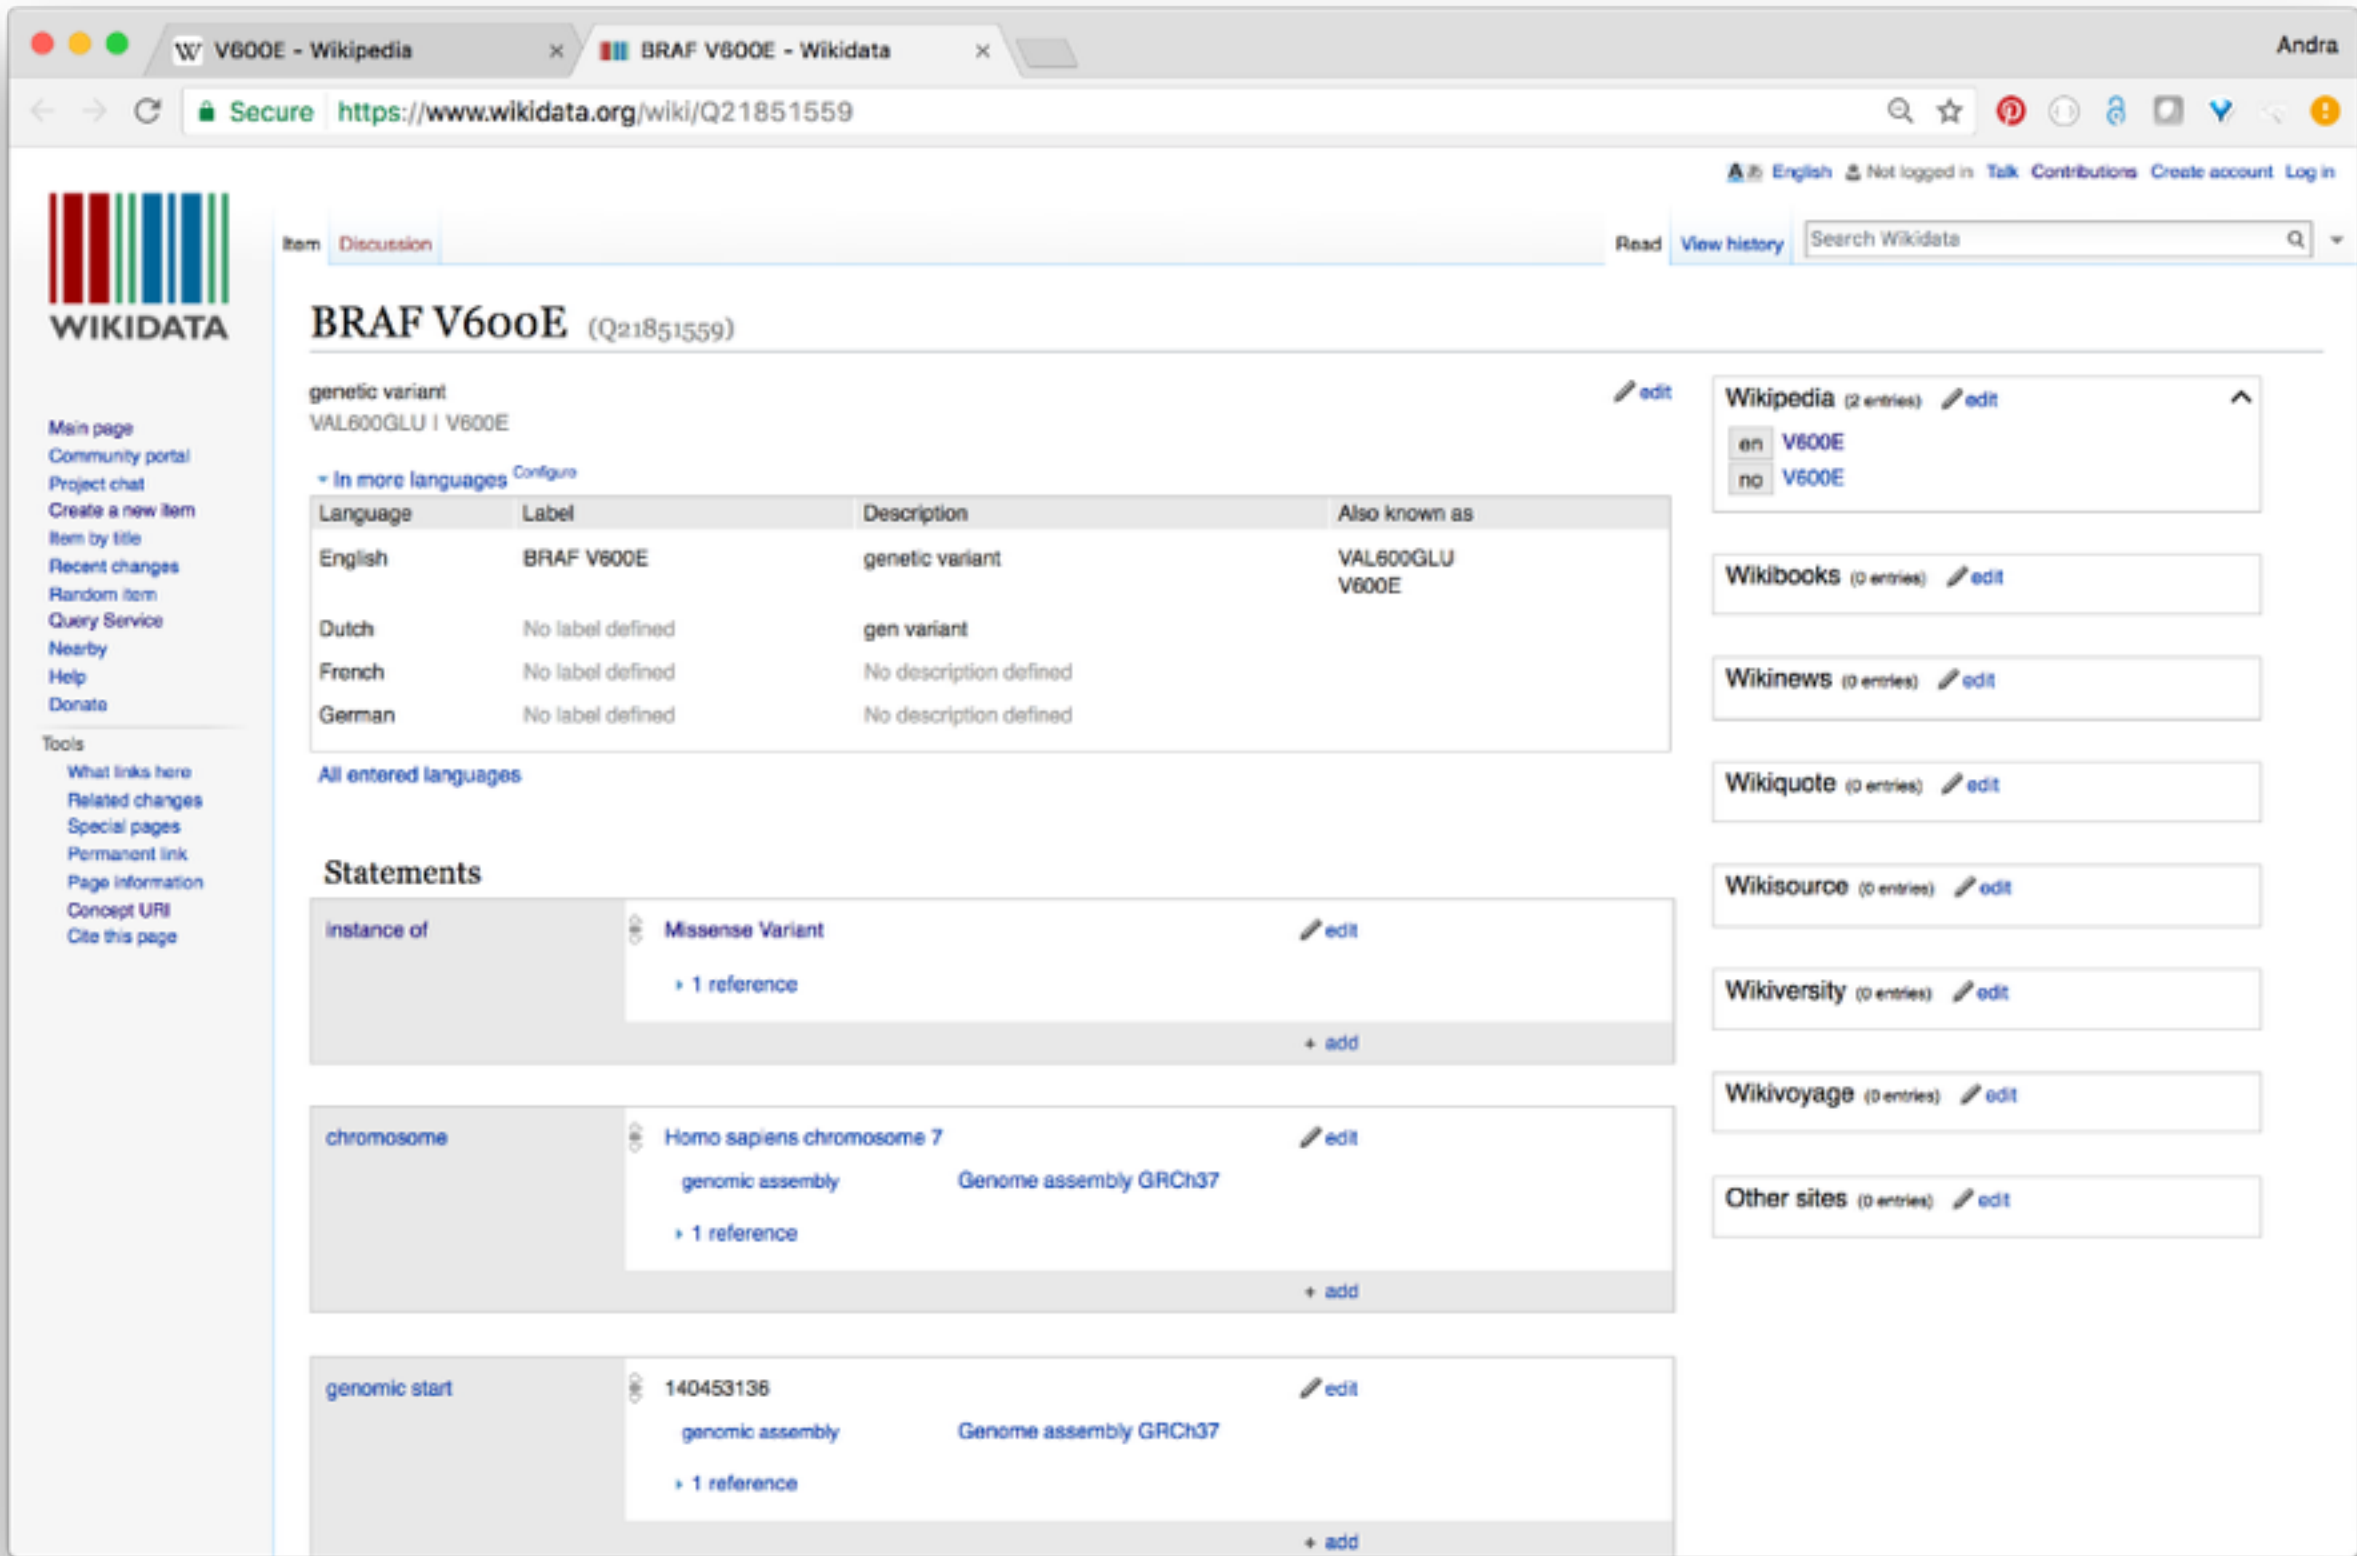 V600E - Wikipedia
BRAF V600E - Wikidata
Andra
Secure https://www.wikidata.org/wiki/Q21851559
English Not logged in Talk Contributions Create account Log in
WIKIDATA
Item Discussion
Read View history Search Wikidata
BRAF V600E (Q21851559)
genetic variant
edit
VAL600GLU | V600E
In more languages Configure
Language Label Description Also known as
English BRAF V600E genetic variant VAL600GLU
V600E
Dutch No label defined gen variant
French No label defined No description defined
German No label defined No description defined
All entered languages
Main page
Community portal
Project chat
Create a new item
Item by title
Recent changes
Random item
Query Service
Nearby
Help
Donate
Tools
What links here
Related changes
Special pages
Permanent link
Page information
Concept URI
Cite this page
Statements
instance of
Missense Variant
edit
1 reference
+ add
chromosome
Homo sapiens chromosome 7
edit
genomic assembly Genome assembly GRCh37
1 reference
+ add
genomic start
140453136
edit
genomic assembly Genome assembly GRCh37
1 reference
+ add
Wikipedia (2 entries) edit
en V600E
no V600E
Wikibooks (0 entries) edit
Wikinews (0 entries) edit
Wikiquote (0 entries) edit
Wikisource (0 entries) edit
Wikiversity (0 entries) edit
Wikivoyage (0 entries) edit
Other sites (0 entries) edit